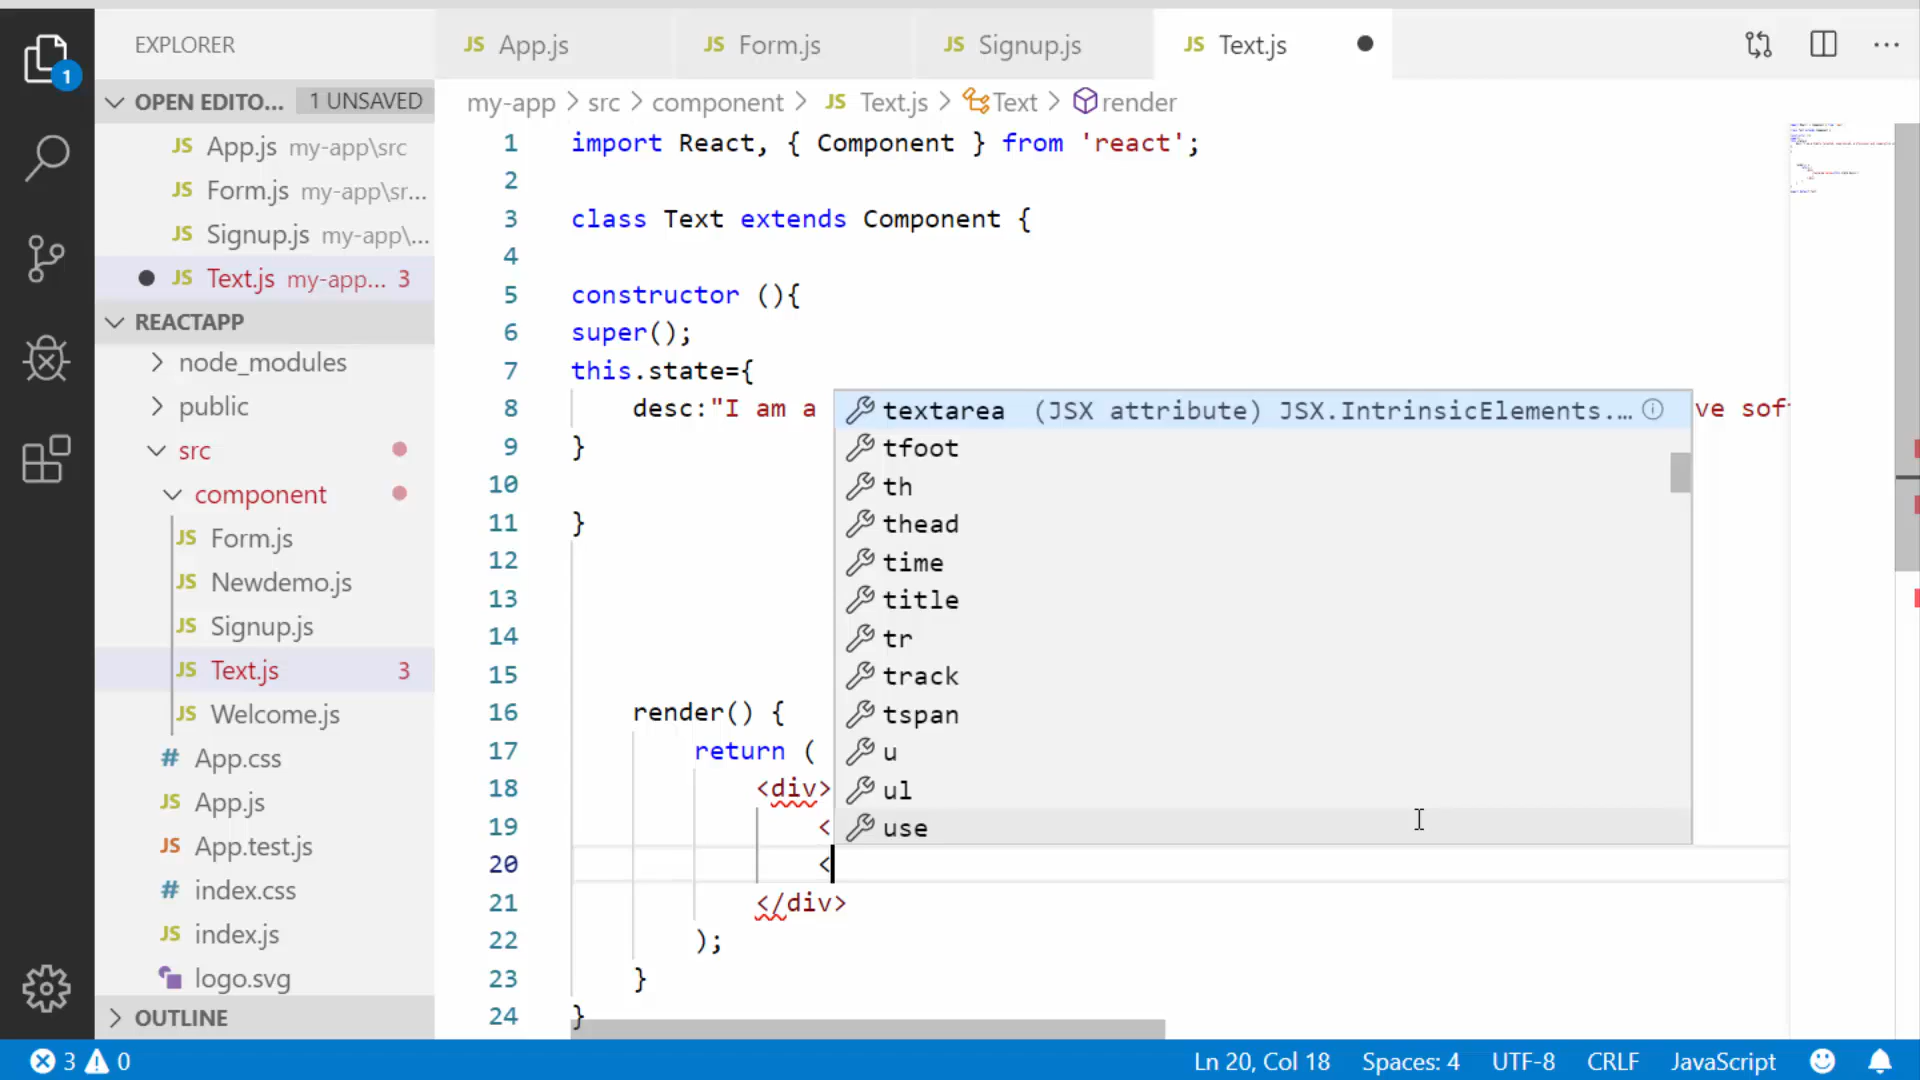 EXPLORER
JS App.js
JS Form.js
JS Signup.js
JS Text.js
1
OPEN EDITO... 1 UNSAVED
JS App.js my-app\src
JS Form.js my-app\sr...
JS Signup.js my-app\...
JS Text.js my-app... 3
REACTAPP
node_modules
public
src
component
JS Form.js
JS Newdemo.js
JS Signup.js
JS Text.js 3
JS Welcome.js
# App.css
JS App.js
JS App.test.js
# index.css
JS index.js
logo.svg
OUTLINE
my-app > src > component > JS Text.js > Text > render
1 import React, { Component } from 'react';
2
3 class Text extends Component {
4
5 constructor (){
6 super();
7 this.state={
8 desc:"I am a
ve sof
9 }
10
11 }
12
13
14
15
16 render() {
17 return (
18 <div>
19 <
20 <
21 </div>
22 );
23 }
24 }
textarea (JSX attribute) JSX.IntrinsicElements....
tfoot
th
thead
time
title
tr
track
tspan
u
ul
use
3 0
Ln 20, Col 18 Spaces: 4 UTF-8 CRLF JavaScript